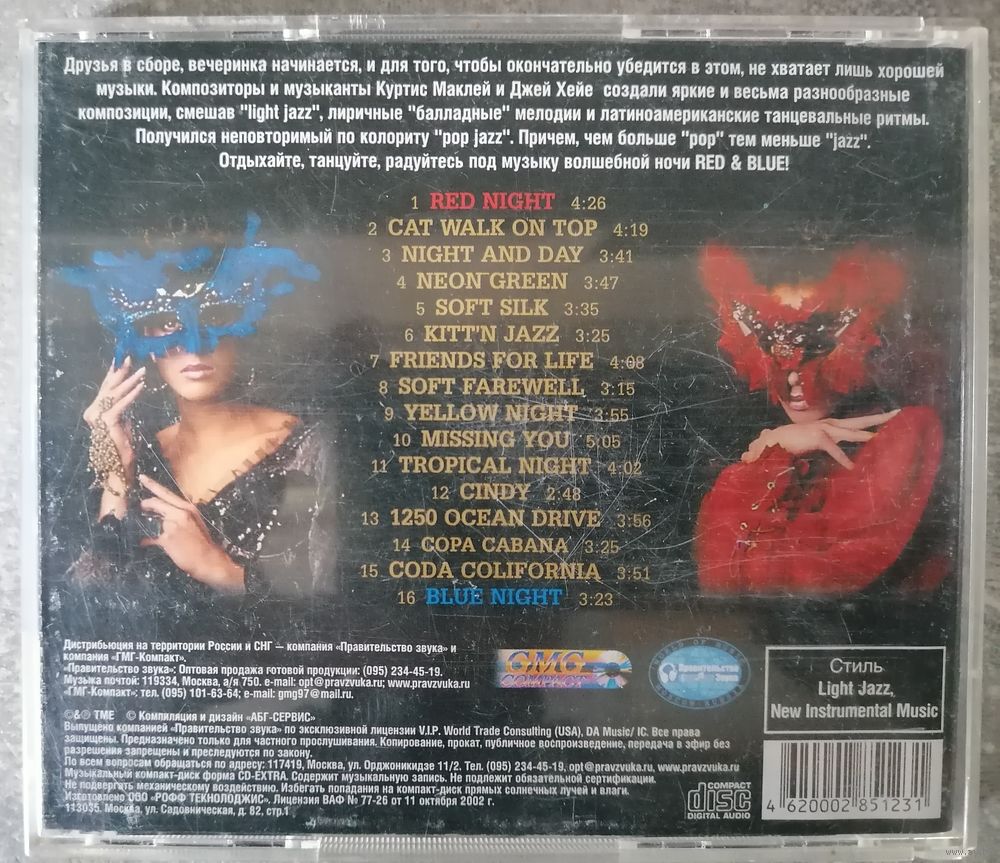 Друзья в сборе, вечеринка начинается, и для того, чтобы окончательно убедится в этом, не хватает лишь хорошей
музыки. Композиторы и музыканты Куртис Маклей и Джей Хейе создали яркие и весьма разнообразные
композиции, смешав "light jazz", лиричные "балладные" мелодии и латиноамериканские танцевальные ритмы.
Получился неповторимый по колориту "pop jazz". Причем, чем больше "pop" тем меньше "jazz".
Отдыхайте, танцуйте, радуйтесь под музыку волшебной ночи RED & BLUE!
1 RED NIGHT 4:26
2 CAT WALK ON TOP 4:19
3 NIGHT AND DAY 3:41
4 NEON GREEN 3:47
5 SOFT SILK 3:35
6 KITT'N JAZZ 3:25
7 FRIENDS FOR LIFE 4:08
8 SOFT FAREWELL 3:15
9 YELLOW NIGHT 3:55
10 MISSING YOU 5:05
11 TROPICAL NIGHT 4:02
12 CINDY 2:48
13 1250 OCEAN DRIVE 3:56
14 COPA CABANA 3:25
15 CODA COLIFORNIA 3:51
16 BLUE NIGHT 3:23
Дистрибьюция на территории России и СНГ — компания «Правительство звука» и
компания «ГМГ-Компакт».
«Правительство звука»: Оптовая продажа готовой продукции: (095) 234-45-19.
Музыка почтой: 119334, Москва, а/я 750. e-mail: opt@pravzvuka.ru; www.pravzvuka.ru
«ГМГ-Компакт»: тел. (095) 101-63-64; e-mail: gmg97@mail.ru.
GMG
COMPACT
Правительство
Звука
Стиль
Light Jazz,
New Instrumental Music
©&℗ TME © Компиляция и дизайн «АБГ-СЕРВИС»
Выпущено компанией «Правительство звука» по эксклюзивной лицензии V.I.P. World Trade Consulting (USA), DA Music/ IC. Все права
защищены. Предназначено только для частного прослушивания. Копирование, прокат, публичное воспроизведение, передача в эфир без
разрешения запрещены и преследуются по закону.
По всем вопросам обращаться по адресу: 117419, Москва, ул. Орджоникидзе 11/2. Тел. (095) 234-45-19, opt@pravzvuka.ru, www.pravzvuka.ru
Музыкальный компакт-диск форма CD-EXTRA. Содержит музыкальную запись. Не подлежит обязательной сертификации.
Не подвергать механическому воздействию. Избегать попадания на компакт-диск прямых солнечных лучей и влаги.
Изготовлено ООО «РОФФ ТЕКНОЛОДЖИС», Лицензия ВАФ № 77-26 от 11 октября 2002 г.
113035, Москва, ул. Садовническая, д. 82, стр.1
COMPACT
disc
DIGITAL AUDIO
4 620002 851231